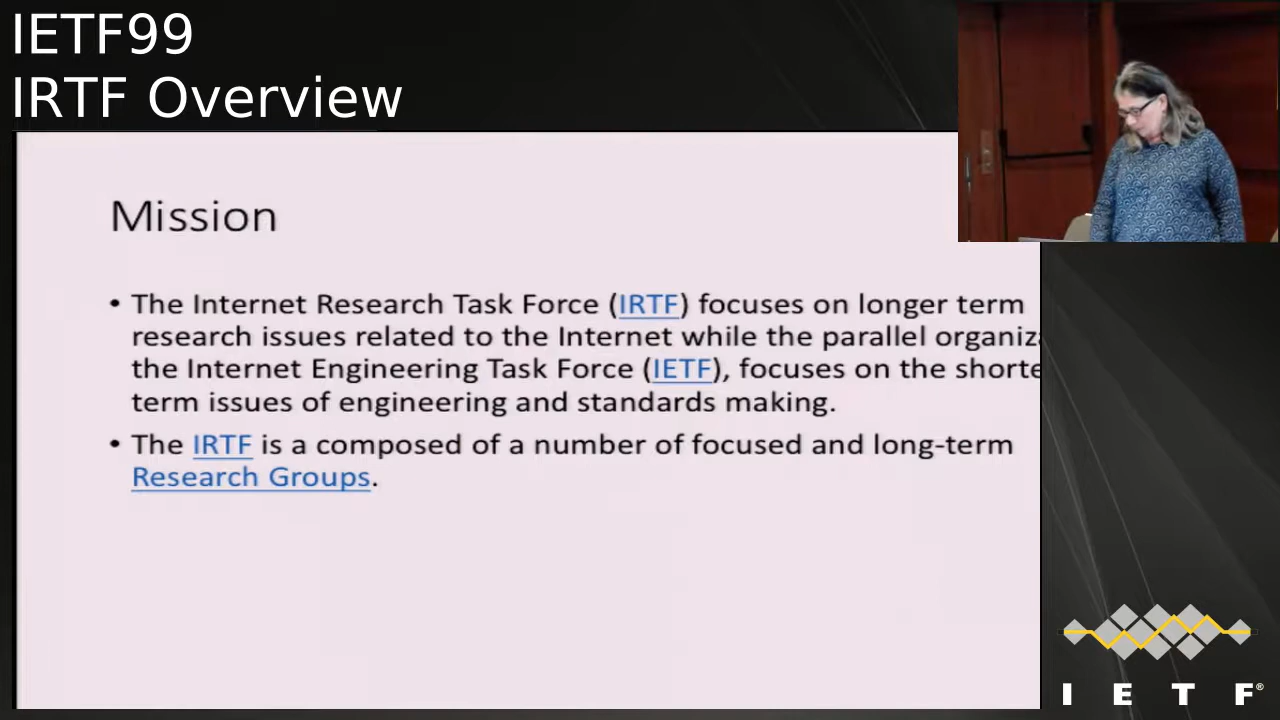 IETF99
IRTF Overview
Mission
• The Internet Research Task Force (IRTF) focuses on longer term
research issues related to the Internet while the parallel organiz
the Internet Engineering Task Force (IETF), focuses on the shorte
term issues of engineering and standards making.
• The IRTF is a composed of a number of focused and long-term
Research Groups.
I E T F®